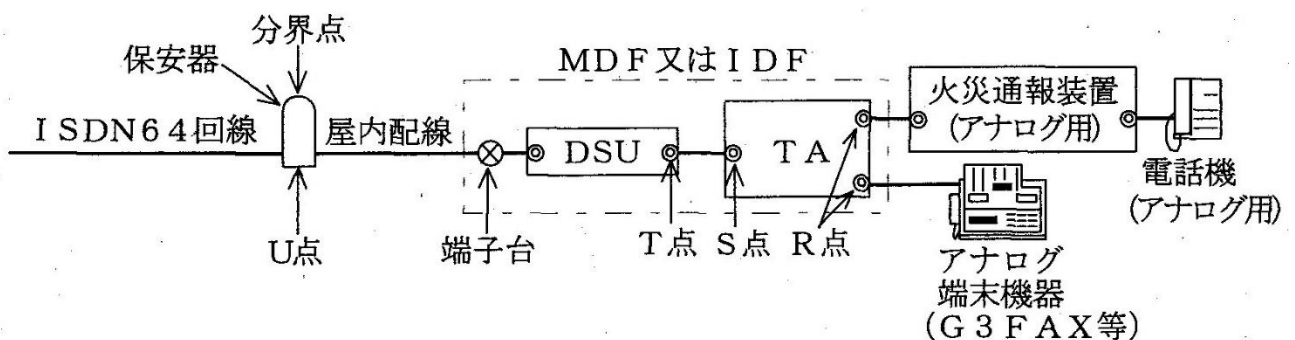 分界点
保安器
MDF又はIDF
ISDN64回線
屋内配線
DSU
TA
火災通報装置
(アナログ用)
電話機
(アナログ用)
U点
端子台
T点
S点
R点
アナログ
端末機器
(G3FAX等)